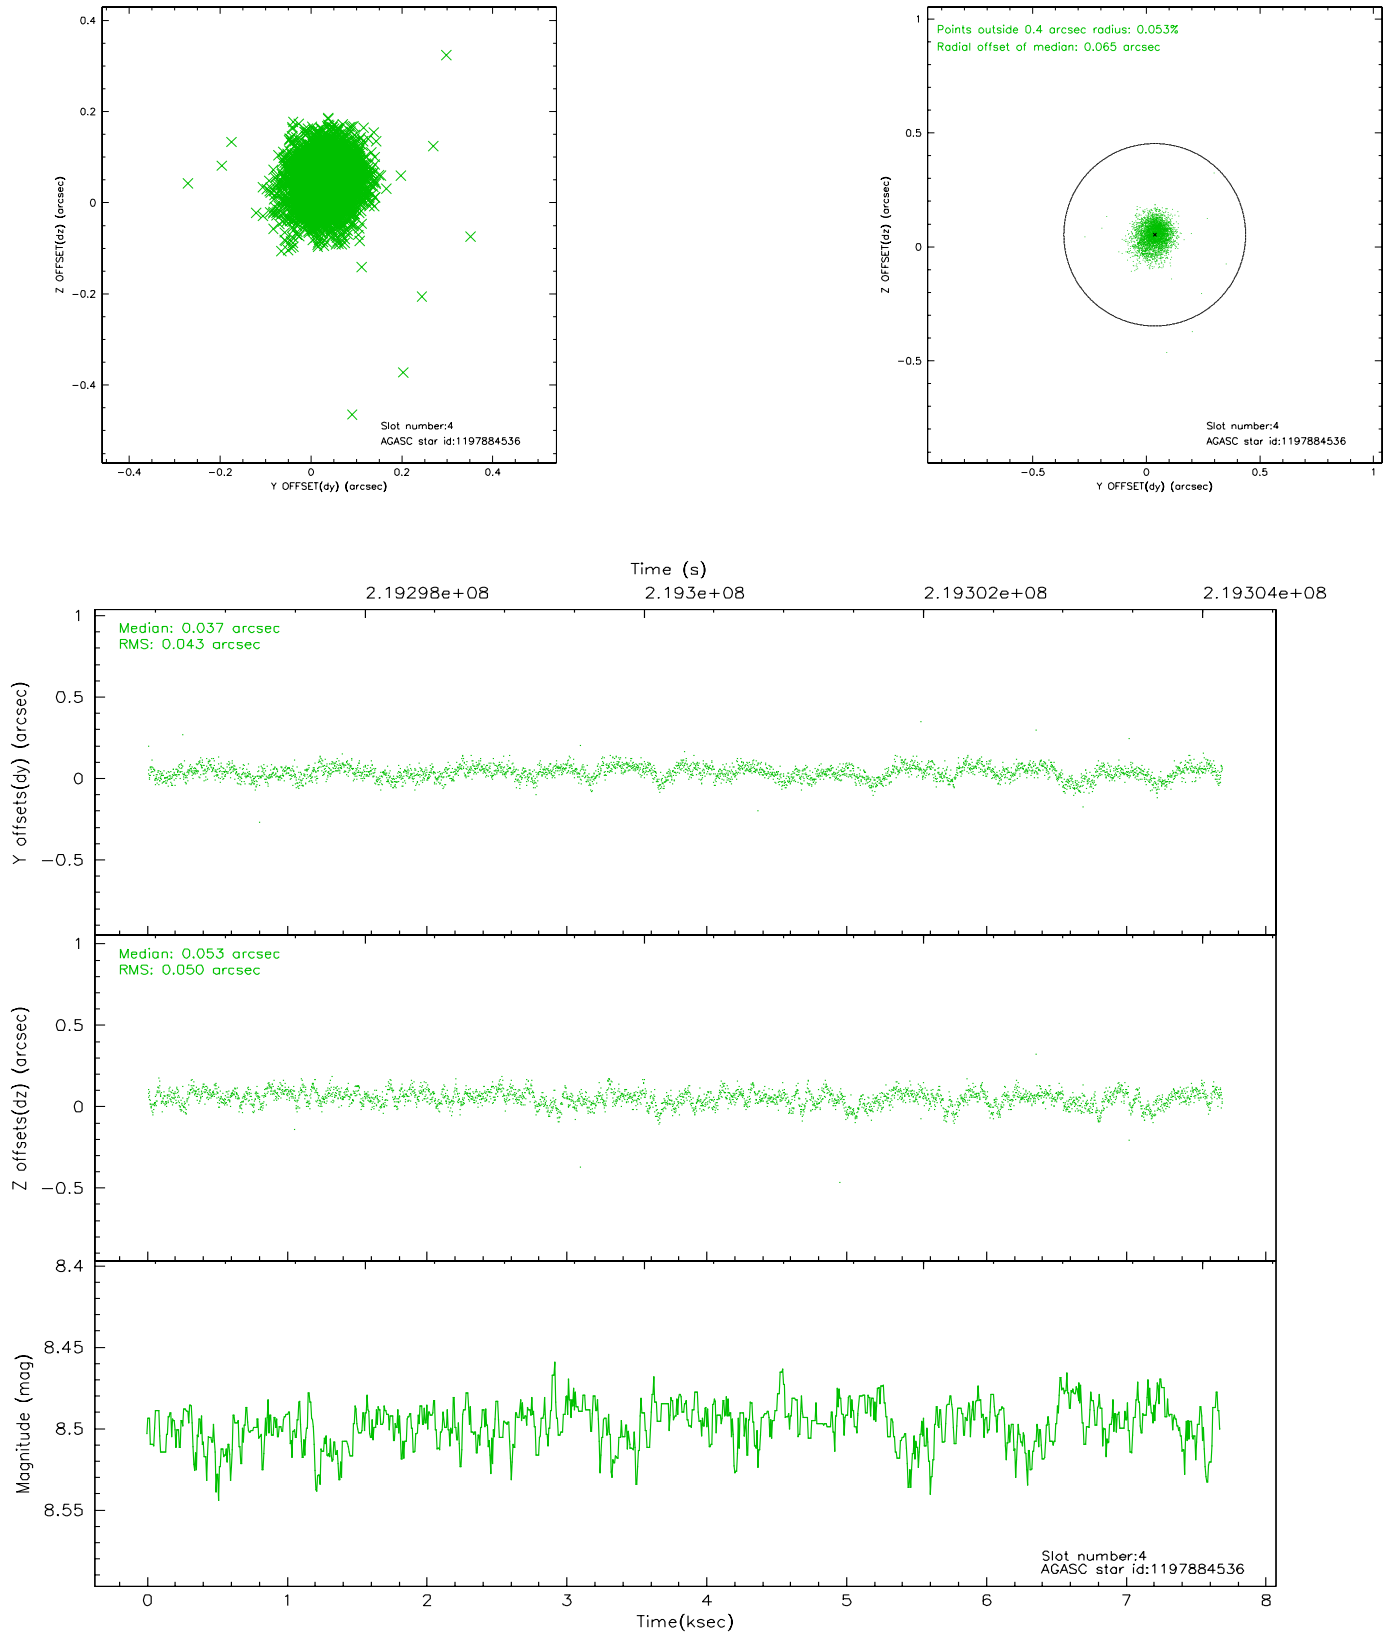 0.4
0.2
0
−0.2
−0.4
Z OFFSET(dz) (arcsec)
Slot number:4
AGASC star id:1197884536
−0.4 −0.2 0 0.2 0.4
Y OFFSET(dy) (arcsec)
1
0.5
0
−0.5
Z OFFSET(dz) (arcsec)
Points outside 0.4 arcsec radius: 0.053%
Radial offset of median: 0.065 arcsec
Slot number:4
AGASC star id:1197884536
−0.5 0 0.5 1
Y OFFSET(dy) (arcsec)
Time (s)
2.19298e+08 2.193e+08 2.19302e+08 2.19304e+08
1
0.5
0
−0.5
Y offsets(dy) (arcsec)
Median: 0.037 arcsec
RMS: 0.043 arcsec
1
0.5
0
−0.5
Z offsets(dz) (arcsec)
Median: 0.053 arcsec
RMS: 0.050 arcsec
8.4
8.45
8.5
8.55
Magnitude (mag)
Slot number:4
AGASC star id:1197884536
0 1 2 3 4 5 6 7 8
Time(ksec)